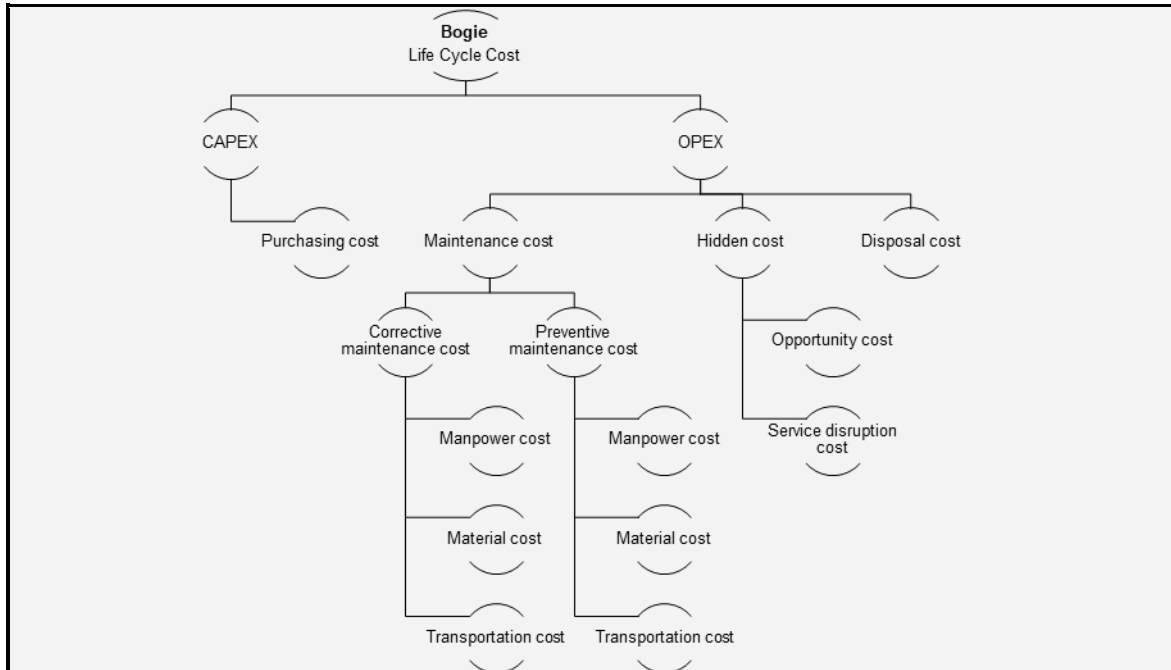 Bogie
Life Cycle Cost
CAPEX
OPEX
Purchasing cost
Maintenance cost
Hidden cost
Disposal cost
Corrective
maintenance cost
Preventive
maintenance cost
Opportunity cost
Manpower cost
Manpower cost
Service disruption
cost
Material cost
Material cost
Transportation cost
Transportation cost